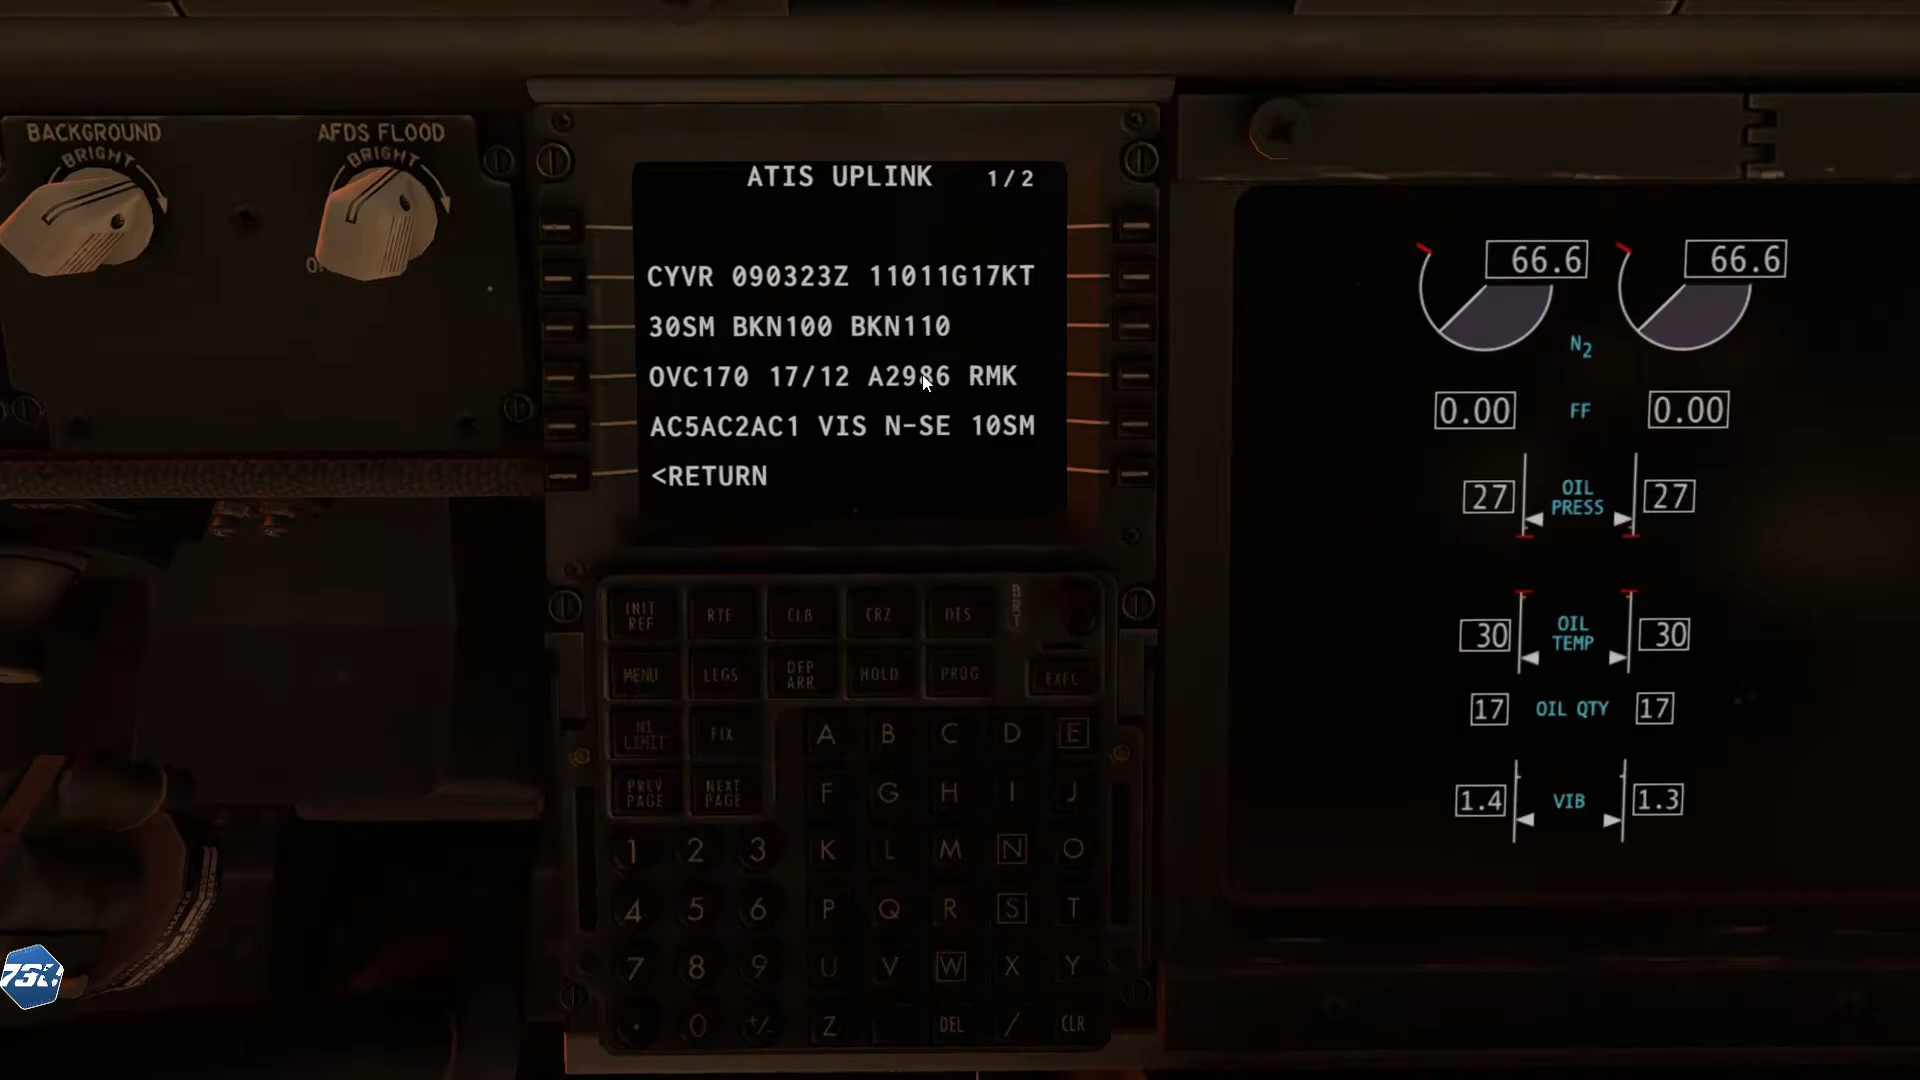 BACKGROUND
BRIGHT
AFDS FLOOD
BRIGHT
ATIS UPLINK 1/2
CYVR 090323Z 11011G17KT
30SM BKN100 BKN110
OVC170 17/12 A2986 RMK
AC5AC2AC1 VIS N-SE 10SM
<RETURN
66.6 66.6
N2
0.00 FF 0.00
27 OIL PRESS 27
30 OIL TEMP 30
17 OIL QTY 17
1.4 VIB 1.3
INIT REF RTE CLB CRZ DES BRT
MENU LEGS DEP ARR HOLD PROG EXEC
N1 LIMIT FIX
PREV PAGE NEXT PAGE
A B C D E
F G H I J
1 2 3 K L M N O
4 5 6 P Q R S T
7 8 9 U V W X Y
. 0 +/- Z DEL / CLR